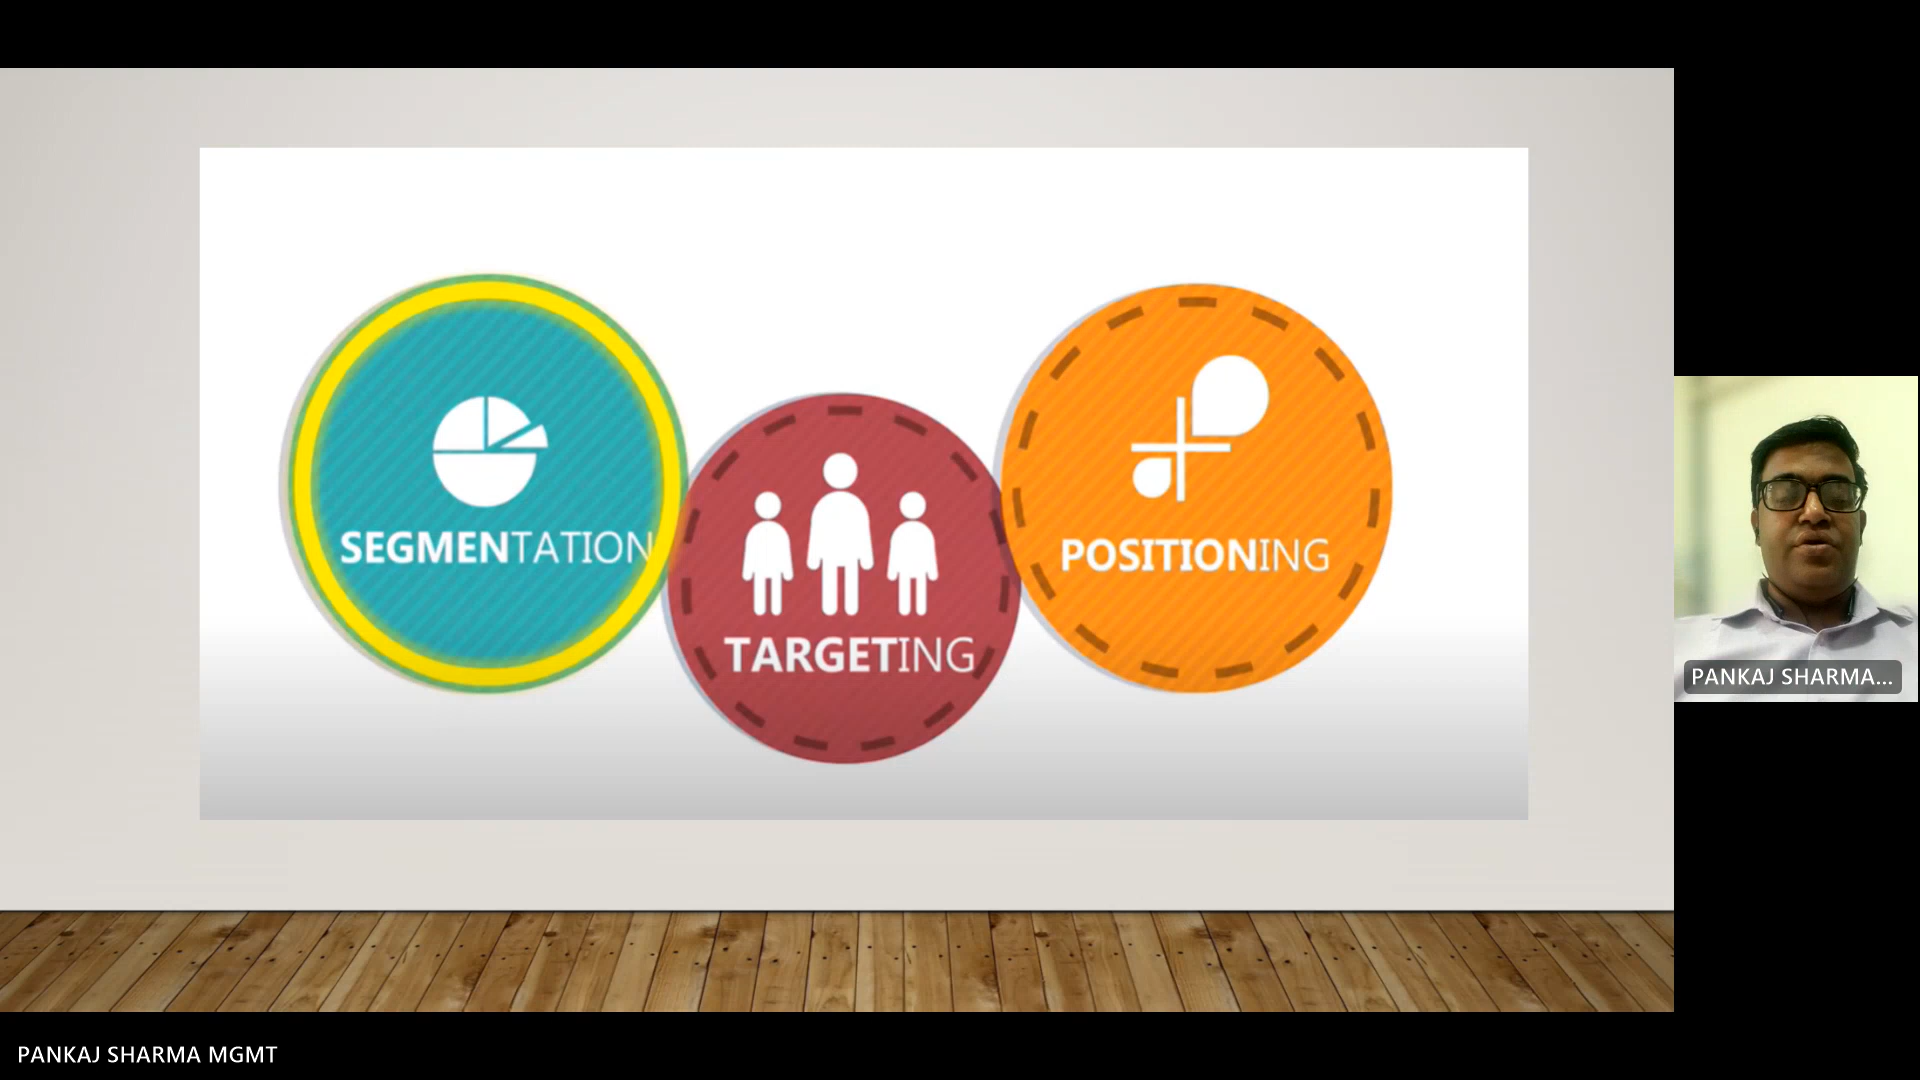 SEGMENTATION
TARGETING
POSITIONING
PANKAJ SHARMA...
PANKAJ SHARMA MGMT